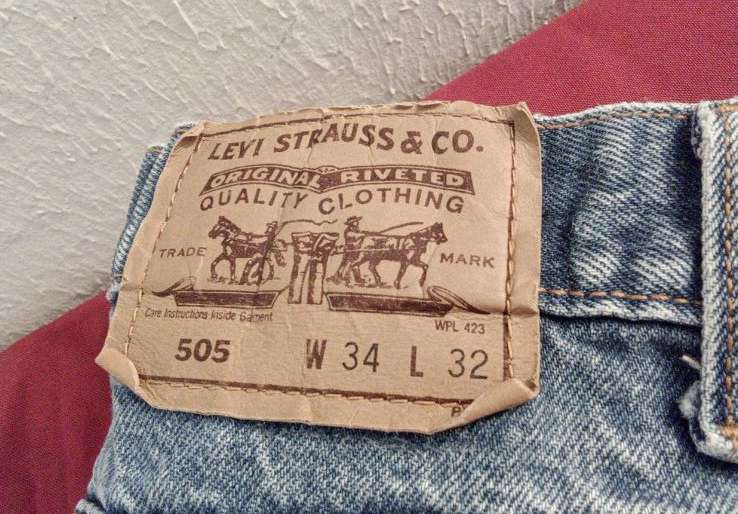 LEVI STRAUSS & CO.
ORIGINAL RIVETED
QUALITY CLOTHING
TRADE MARK
Care Instructions Inside Garment
WPL 423
505 W 34 L 32